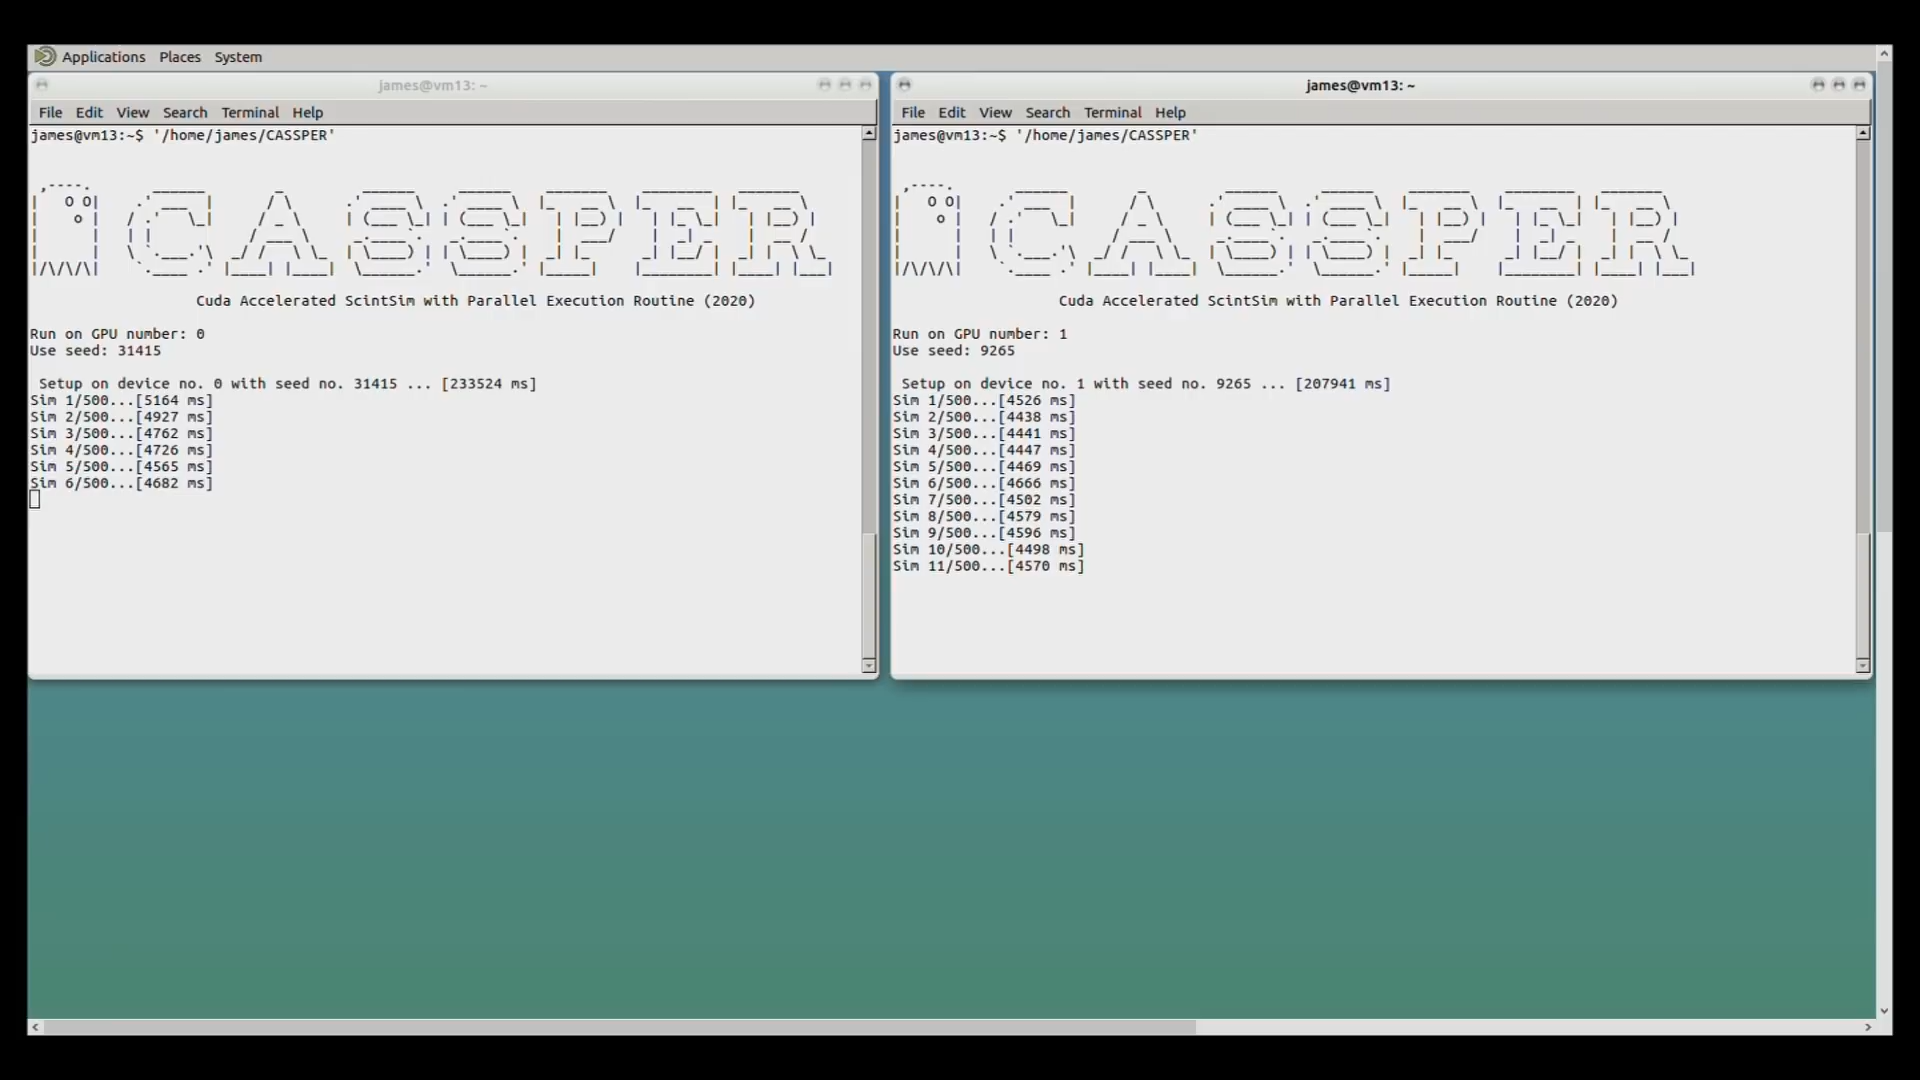 Applications Places System
james@vm13: ~
File Edit View Search Terminal Help
james@vm13:~$ '/home/james/CASSPER'
CASSPER
Cuda Accelerated ScintSim with Parallel Execution Routine (2020)
Run on GPU number: 0
Use seed: 31415
Setup on device no. 0 with seed no. 31415 ... [233524 ms]
Sim 1/500...[5164 ms]
Sim 2/500...[4927 ms]
Sim 3/500...[4762 ms]
Sim 4/500...[4726 ms]
Sim 5/500...[4565 ms]
Sim 6/500...[4682 ms]
james@vm13: ~
File Edit View Search Terminal Help
james@vm13:~$ '/home/james/CASSPER'
CASSPER
Cuda Accelerated ScintSim with Parallel Execution Routine (2020)
Run on GPU number: 1
Use seed: 9265
Setup on device no. 1 with seed no. 9265 ... [207941 ms]
Sim 1/500...[4526 ms]
Sim 2/500...[4438 ms]
Sim 3/500...[4441 ms]
Sim 4/500...[4447 ms]
Sim 5/500...[4469 ms]
Sim 6/500...[4666 ms]
Sim 7/500...[4502 ms]
Sim 8/500...[4579 ms]
Sim 9/500...[4596 ms]
Sim 10/500...[4498 ms]
Sim 11/500...[4570 ms]